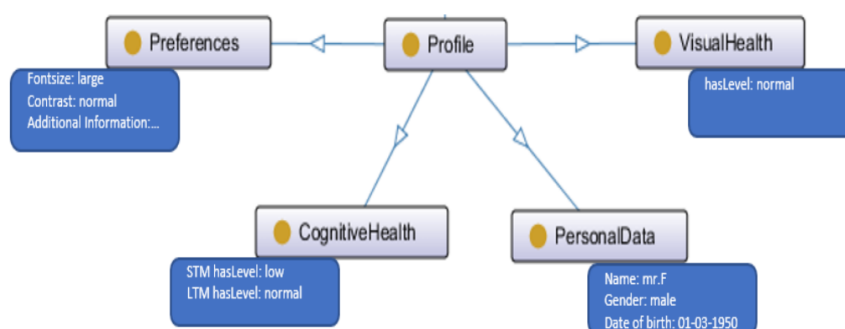 Preferences
Profile
VisualHealth
Fontsize: large
Contrast: normal
Additional Information:...
hasLevel: normal
CognitiveHealth
PersonalData
STM hasLevel: low
LTM hasLevel: normal
Name: mr.F
Gender: male
Date of birth: 01-03-1950